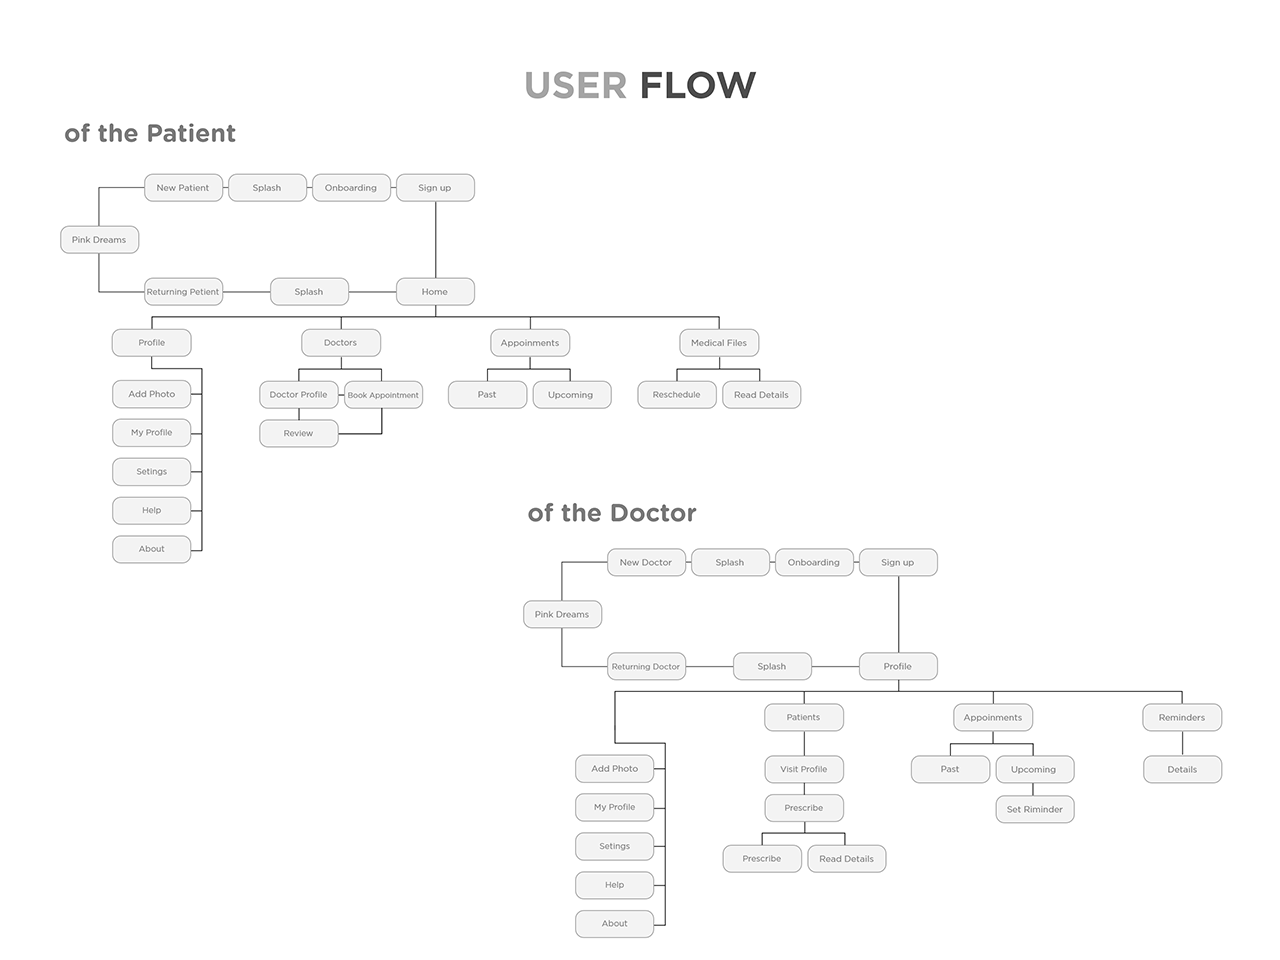 USER FLOW
of the Patient
New Patient
Splash
Onboarding
Sign up
Pink Dreams
Returning Petient
Splash
Home
Profile
Doctors
Appoinments
Medical Files
Add Photo
Doctor Profile
Book Appointment
Past
Upcoming
Reschedule
Read Details
My Profile
Review
Setings
Help
About
of the Doctor
New Doctor
Splash
Onboarding
Sign up
Pink Dreams
Returning Doctor
Splash
Profile
Patients
Appoinments
Reminders
Add Photo
Visit Profile
Past
Upcoming
Details
My Profile
Prescribe
Set Riminder
Setings
Prescribe
Read Details
Help
About